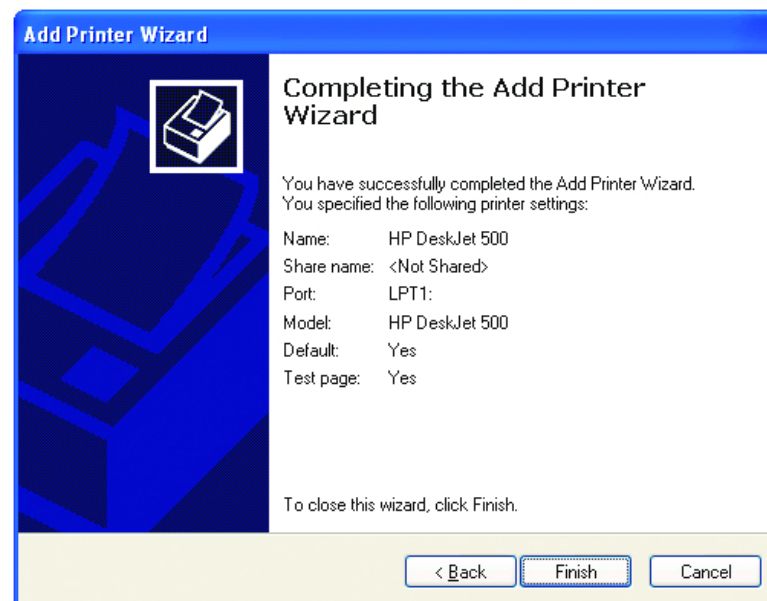 Add Printer Wizard
Completing the Add Printer
Wizard
You have successfully completed the Add Printer Wizard.
You specified the following printer settings:
Name: HP DeskJet 500
Share name: <Not Shared>
Port: LPT1:
Model: HP DeskJet 500
Default: Yes
Test page: Yes
To close this wizard, click Finish.
< Back Finish Cancel